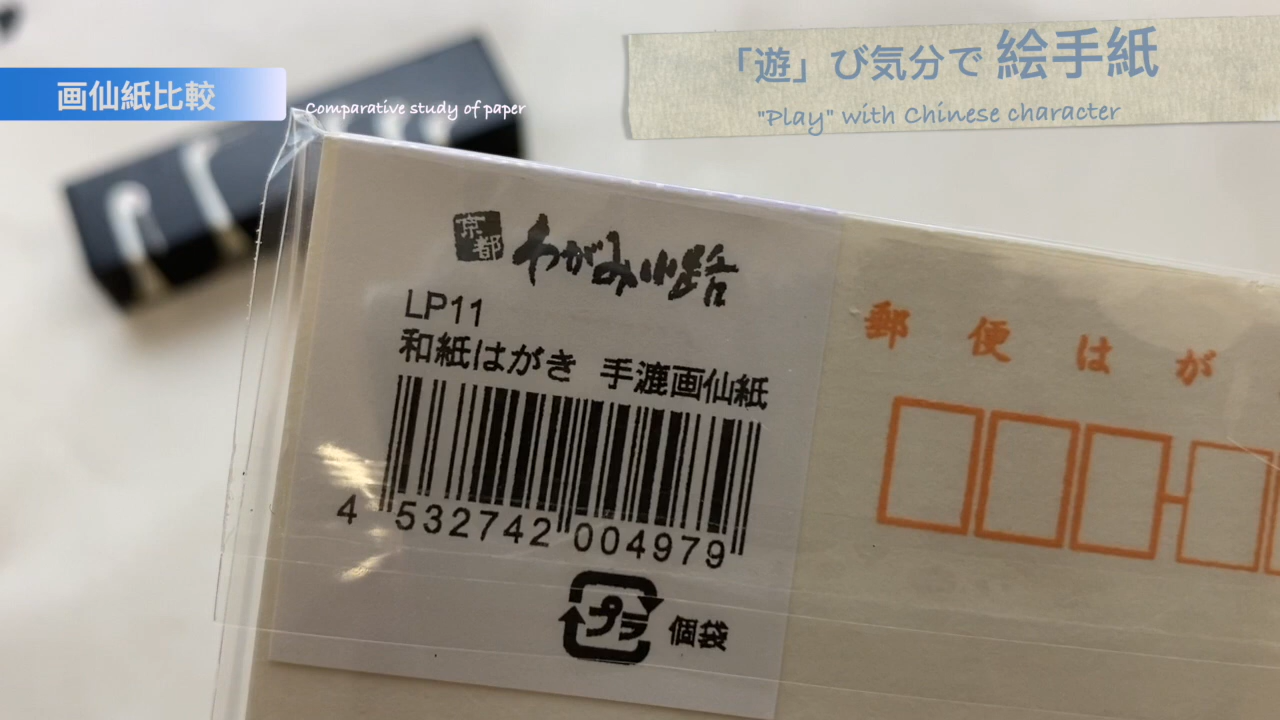 画仙紙比較
Comparative study of paper
「遊」び気分で 絵手紙
"Play" with Chinese character
京都 わがみ小路
LP11
和紙はがき 手漉画仙紙
4 532742 004979
プラ 個袋
郵便はが